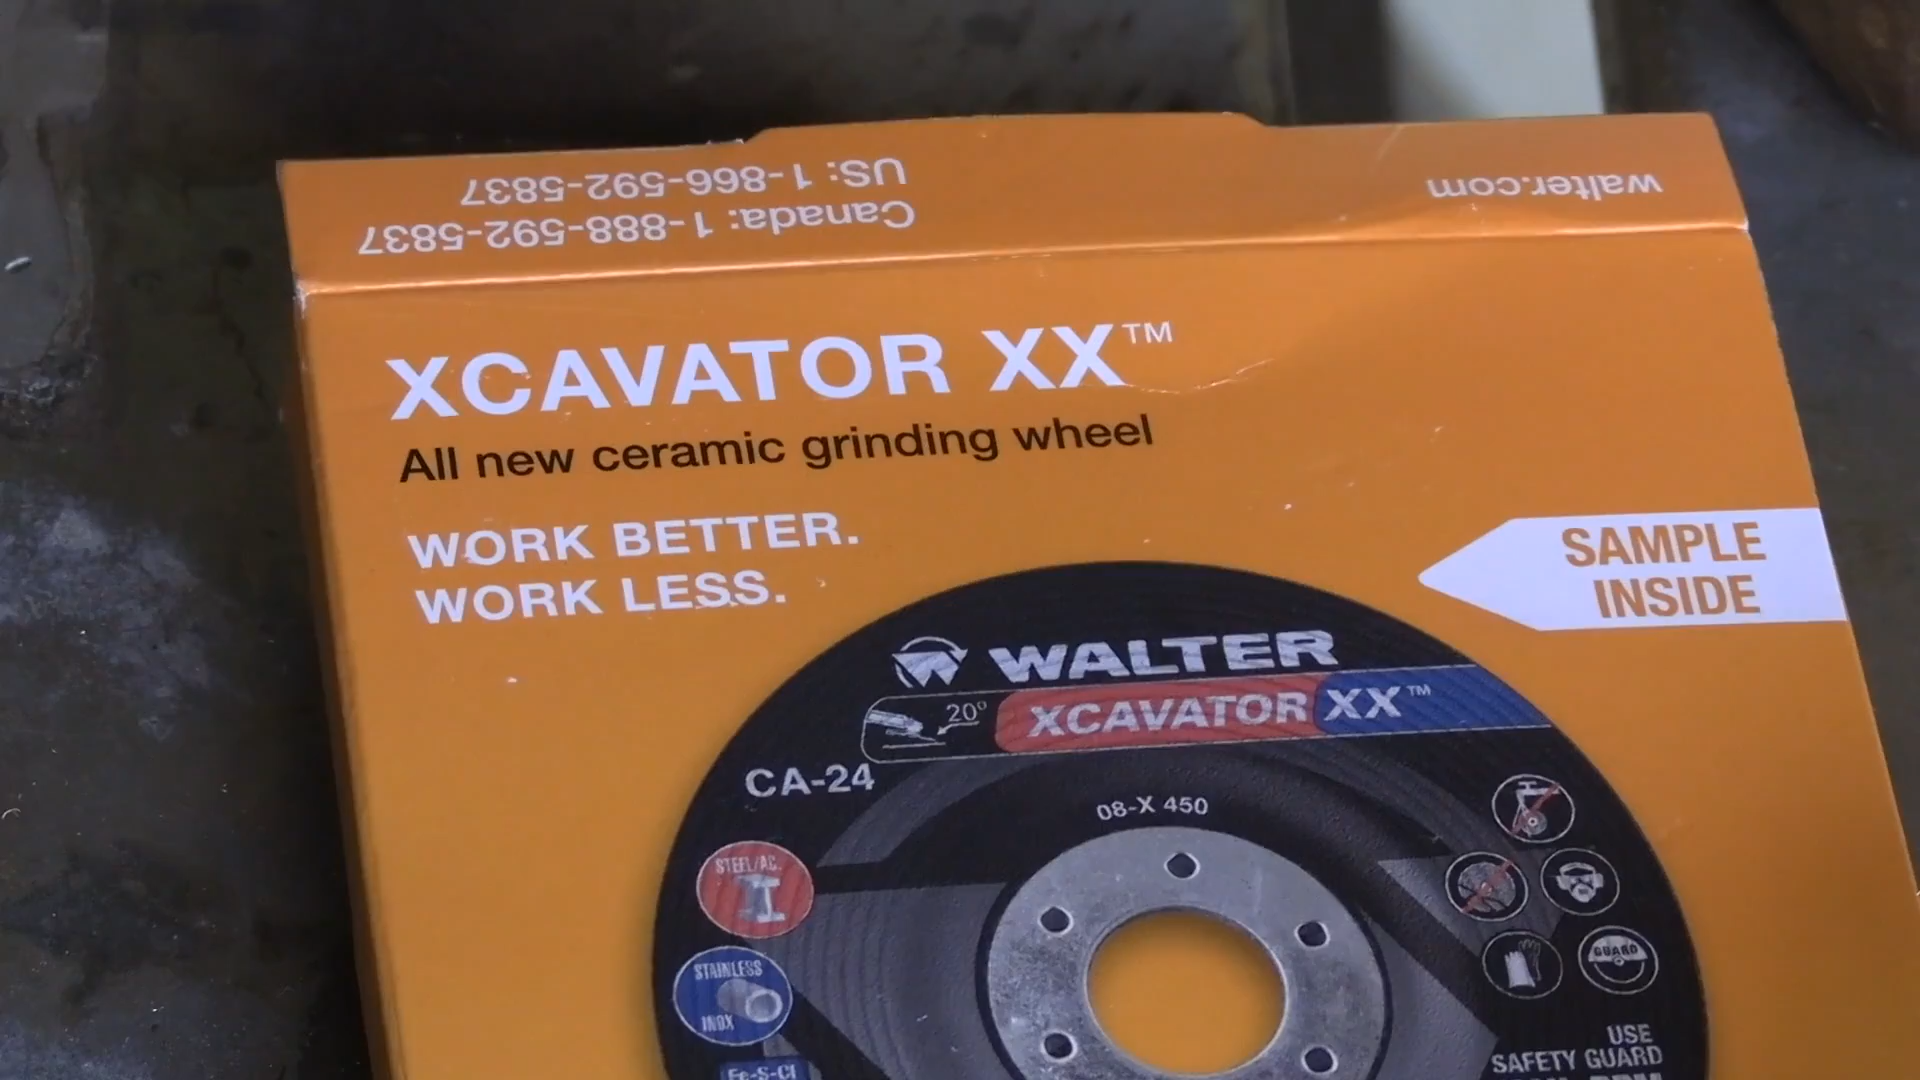 US: 1-866-592-5837
Canada: 1-888-592-5837
walter.com
XCAVATOR XX™
All new ceramic grinding wheel
WORK BETTER.
WORK LESS.
SAMPLE
INSIDE
WALTER
20°
XCAVATOR XX™
CA-24
08-X 450
STEEL/AC.
STAINLESS
INOX
GUARD
Fe-S-Cl
USE
SAFETY GUARD